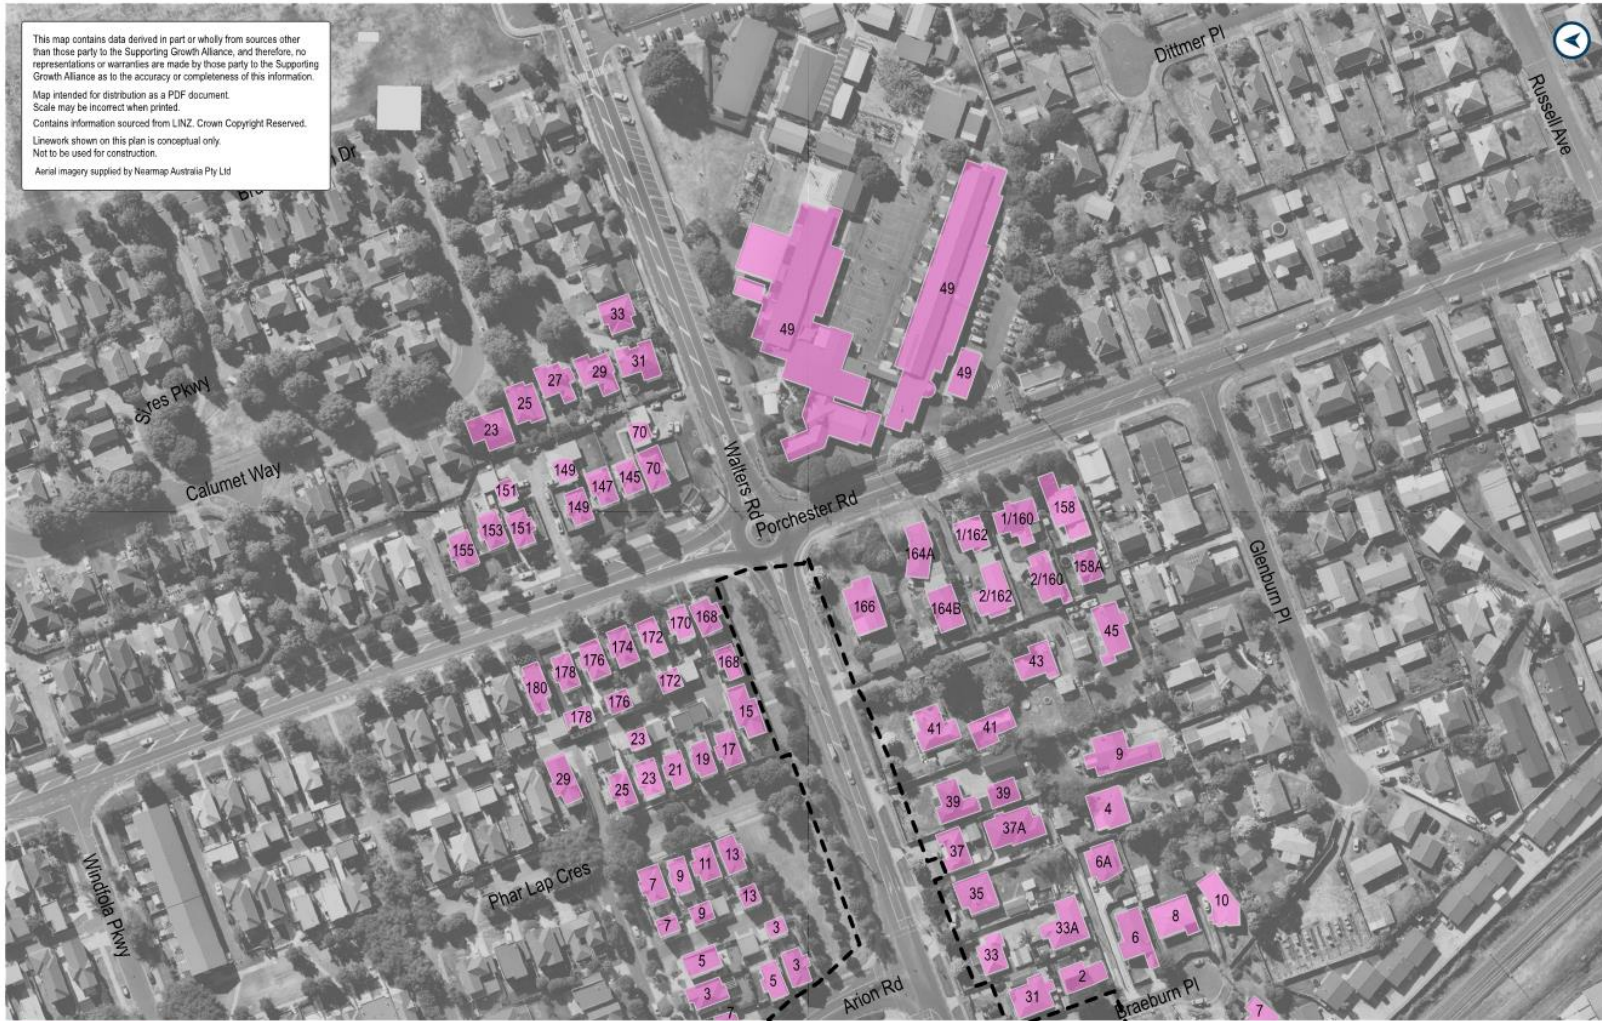 This map contains data derived in part or wholly from sources other
than those party to the Supporting Growth Alliance, and therefore, no
representations or warranties are made by those party to the Supporting
Growth Alliance as to the accuracy or completeness of this information.
Map intended for distribution as a PDF document.
Scale may be incorrect when printed.
Contains information sourced from LINZ. Crown Copyright Reserved.
Linework shown on this plan is conceptual only.
Not to be used for construction.
Aerial imagery supplied by Nearmap Australia Pty Ltd
Dittmer Pl
Russell Ave
Dr
49
49
49
33
31
29
27
25
23
Sires Pkwy
Calumet Way
Walters Rd
Porchester Rd
Glenburn Pl
70
70
145
147
149
149
151
151
153
155
158
1/160
1/162
164A
158A
2/160
2/162
164B
166
45
43
168
170
172
174
176
178
180
168
172
176
178
15
23
17
19
21
23
25
29
41
41
9
39
39
4
37A
37
6A
35
33A
10
8
6
33
2
31
7
Windfola Pkwy
Phar Lap Cres
13
11
9
7
13
9
7
3
5
3
5
3
7
Arion Rd
Braeburn Pl